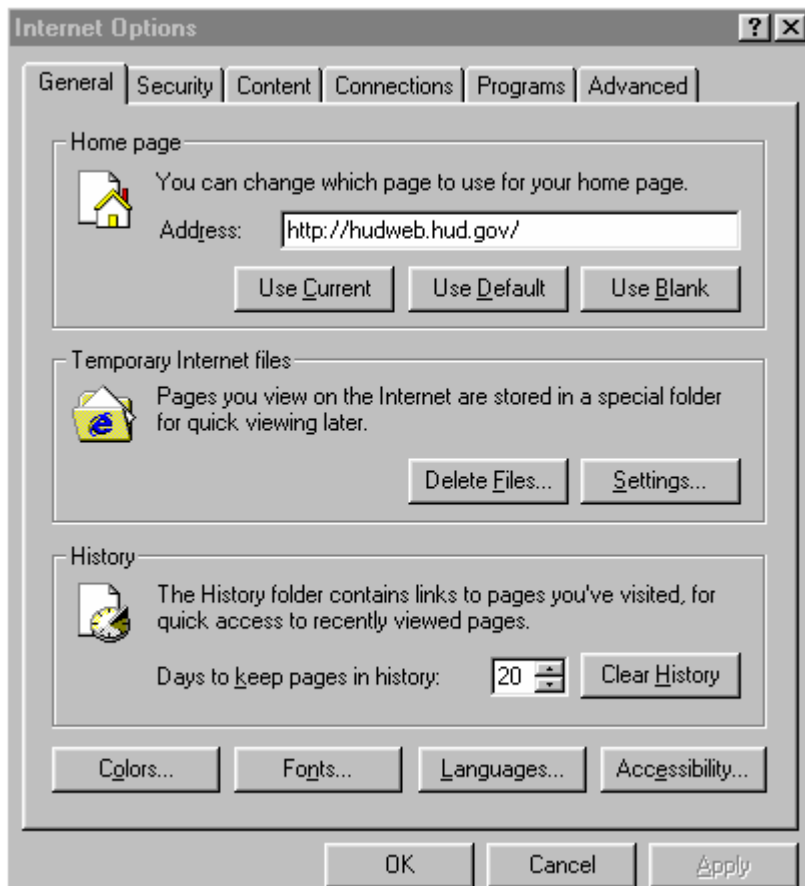 Internet Options
General Security Content Connections Programs Advanced
Home page
You can change which page to use for your home page.
Address: http://hudweb.hud.gov/
Use Current Use Default Use Blank
Temporary Internet files
Pages you view on the Internet are stored in a special folder
for quick viewing later.
Delete Files... Settings...
History
The History folder contains links to pages you've visited, for
quick access to recently viewed pages.
Days to keep pages in history: 20 Clear History
Colors... Fonts... Languages... Accessibility...
OK Cancel Apply